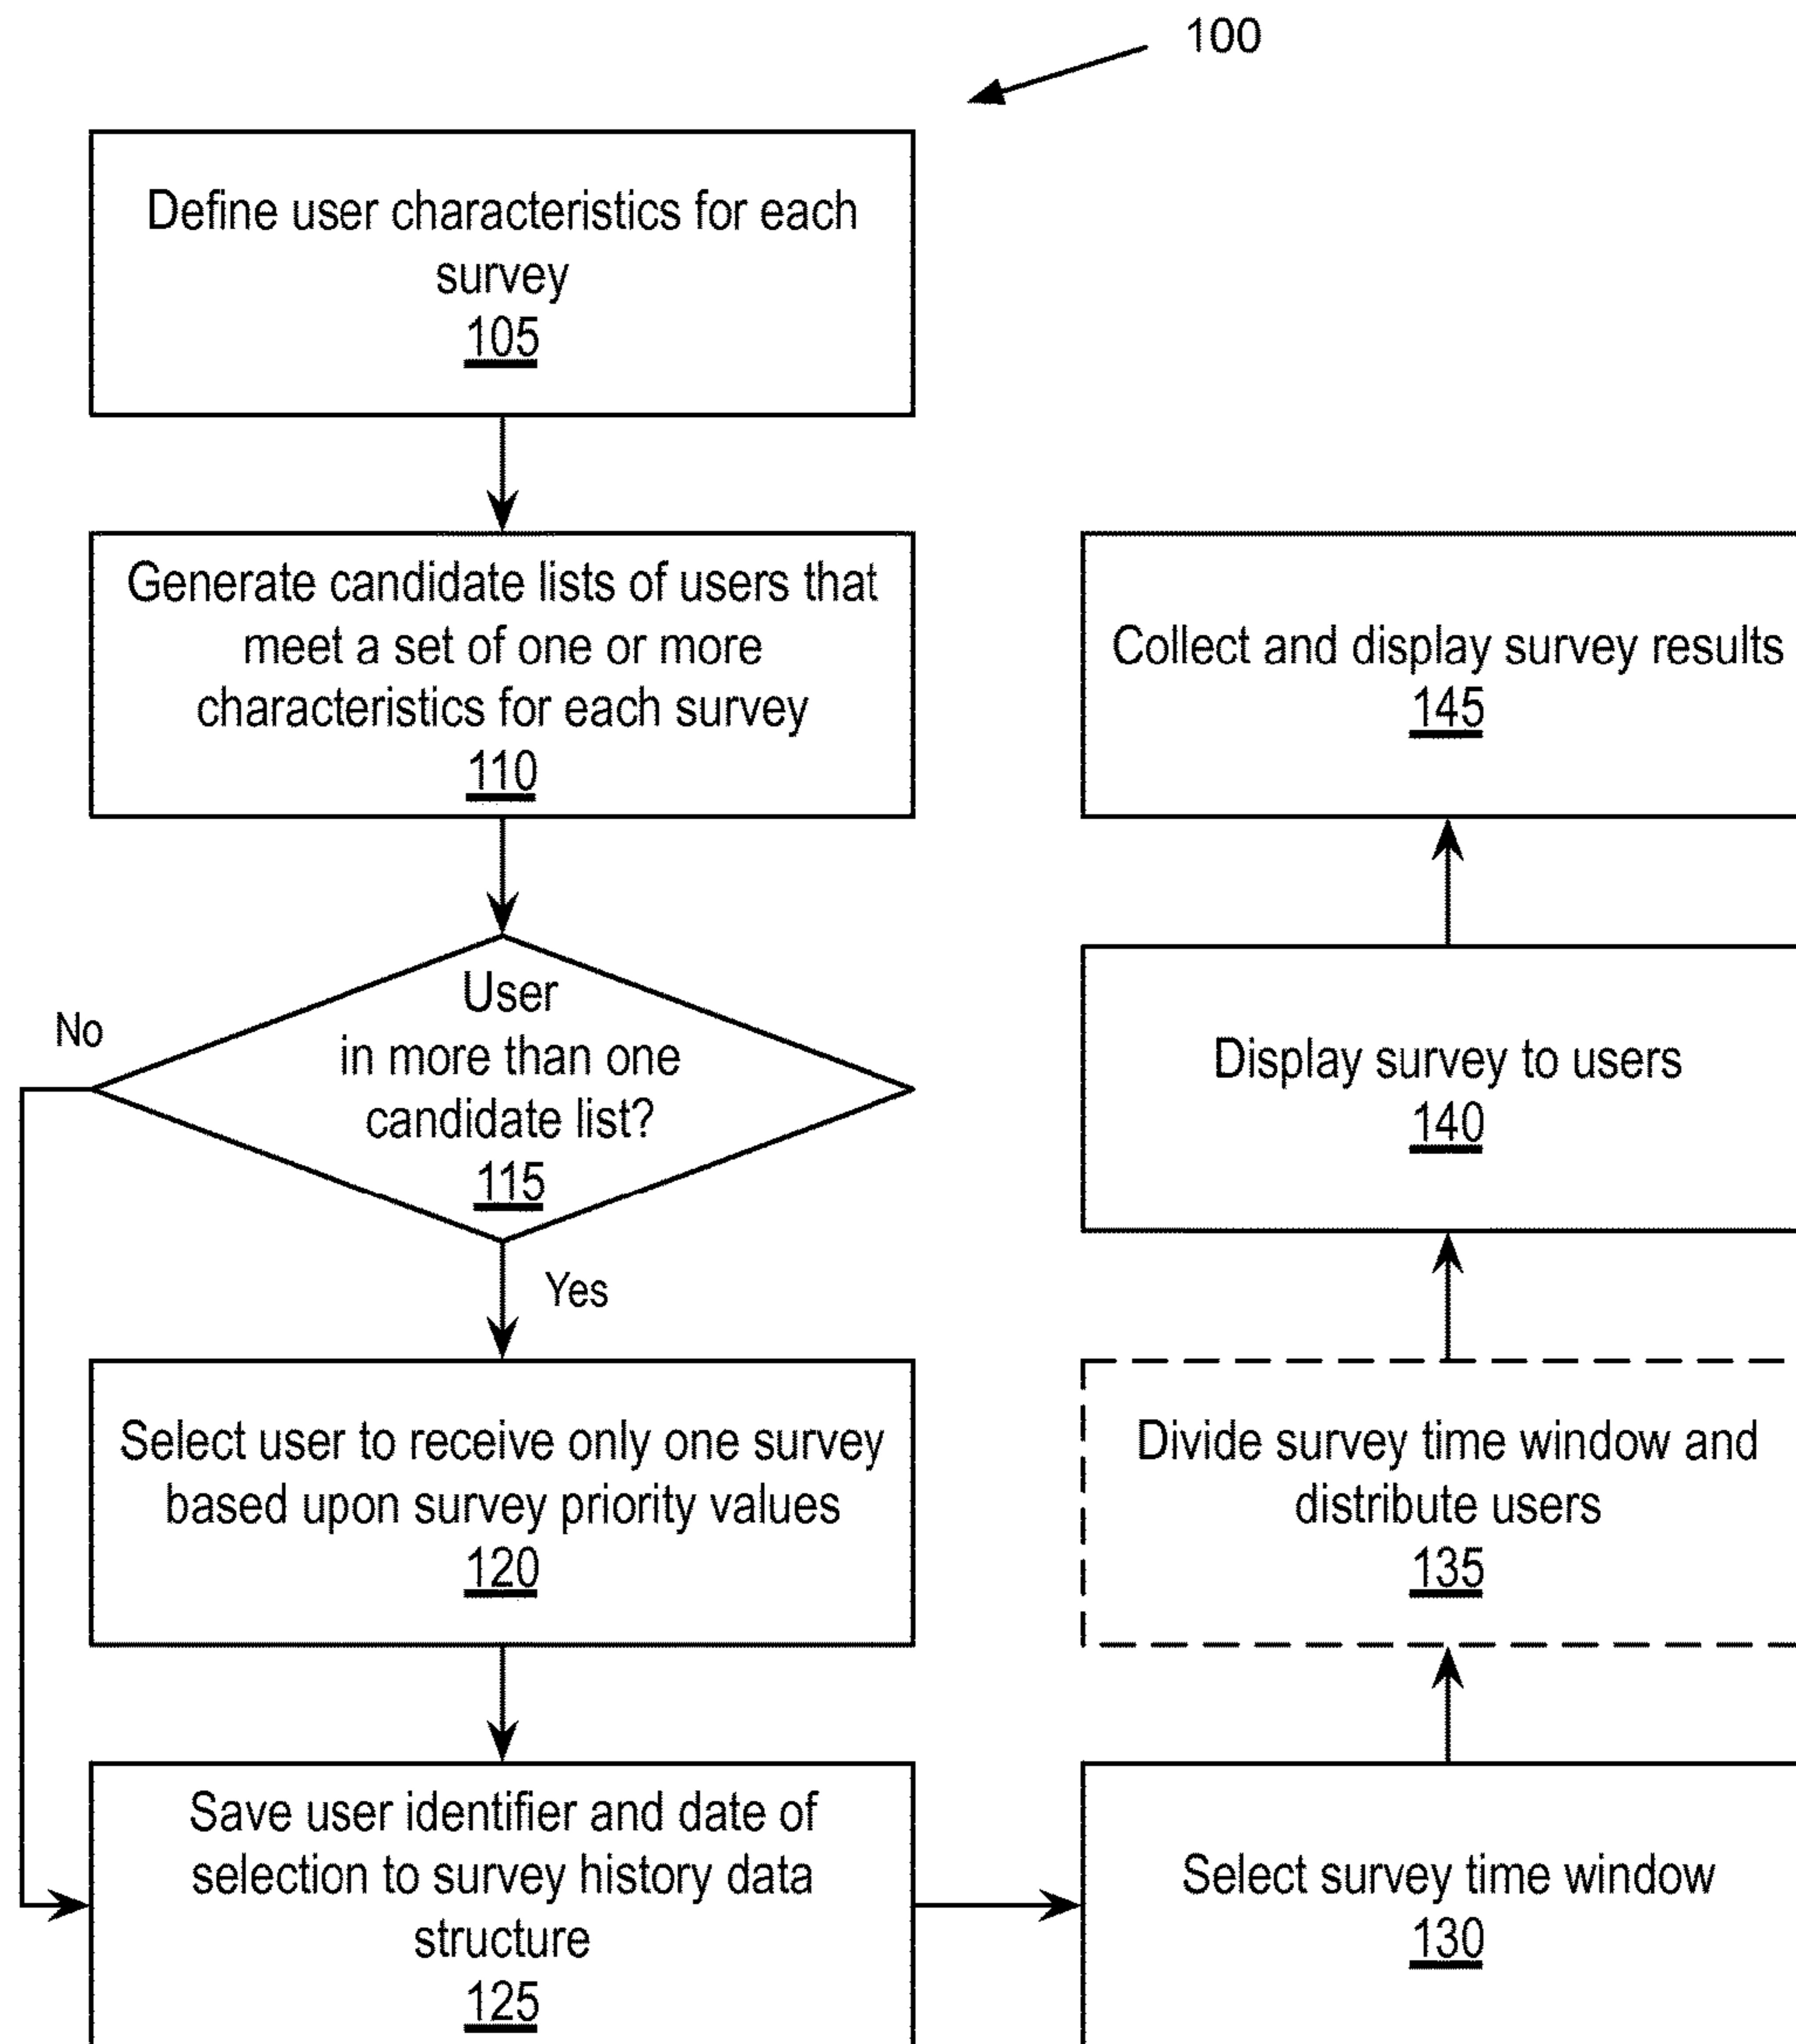 100
Define user characteristics for each
survey
105
Generate candidate lists of users that
meet a set of one or more
characteristics for each survey
110
User
in more than one
candidate list?
115
No
Yes
Select user to receive only one survey
based upon survey priority values
120
Save user identifier and date of
selection to survey history data
structure
125
Select survey time window
130
Divide survey time window and
distribute users
135
Display survey to users
140
Collect and display survey results
145